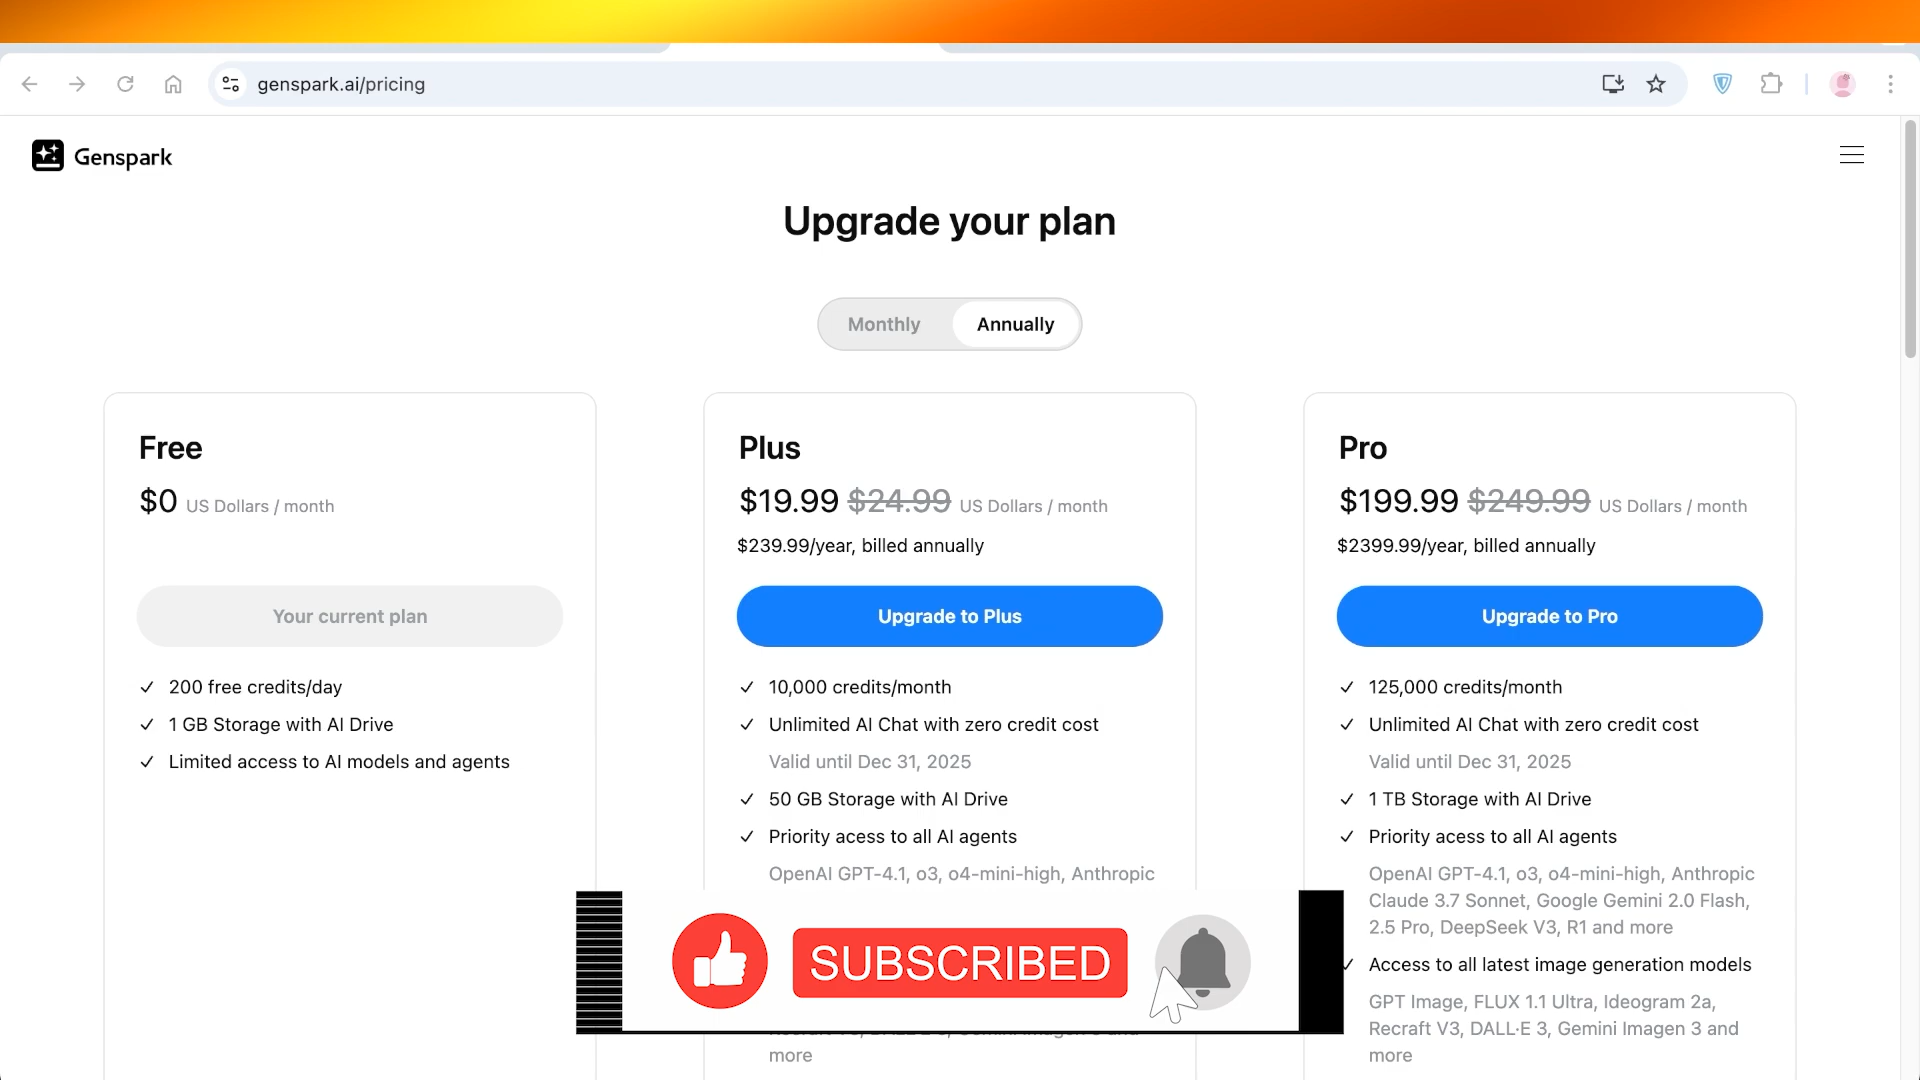 genspark.ai/pricing
Genspark
Upgrade your plan
Monthly
Annually
Free
$0 US Dollars / month
Your current plan
200 free credits/day
1 GB Storage with AI Drive
Limited access to AI models and agents
Plus
$19.99 $24.99 US Dollars / month
$239.99/year, billed annually
Upgrade to Plus
10,000 credits/month
Unlimited AI Chat with zero credit cost
Valid until Dec 31, 2025
50 GB Storage with AI Drive
Priority acess to all AI agents
OpenAI GPT-4.1, o3, o4-mini-high, Anthropic
more
Pro
$199.99 $249.99 US Dollars / month
$2399.99/year, billed annually
Upgrade to Pro
125,000 credits/month
Unlimited AI Chat with zero credit cost
Valid until Dec 31, 2025
1 TB Storage with AI Drive
Priority acess to all AI agents
OpenAI GPT-4.1, o3, o4-mini-high, Anthropic
Claude 3.7 Sonnet, Google Gemini 2.0 Flash,
2.5 Pro, DeepSeek V3, R1 and more
Access to all latest image generation models
GPT Image, FLUX 1.1 Ultra, Ideogram 2a,
Recraft V3, DALL·E 3, Gemini Imagen 3 and
more
SUBSCRIBED